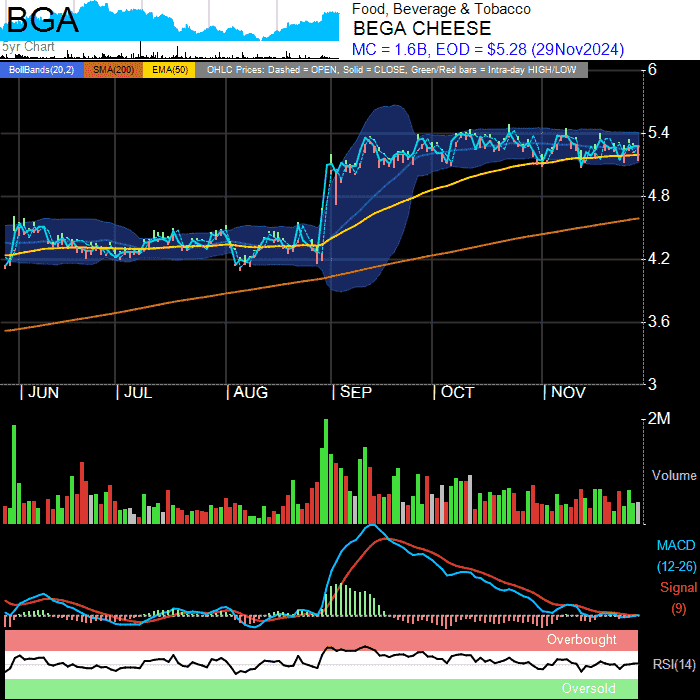 BGA
5yr Chart
Food, Beverage & Tobacco
BEGA CHEESE
MC = 1.6B, EOD = $5.28 (29Nov2024)
BollBands(20,2) SMA(200) EMA(50) OHLC Prices: Dashed = OPEN, Solid = CLOSE, Green/Red bars = Intra-day HIGH/LOW
6
5.4
4.8
4.2
3.6
3
JUN JUL AUG SEP OCT NOV
2M
Volume
MACD
(12-26)
Signal
(9)
Overbought
RSI(14)
Oversold